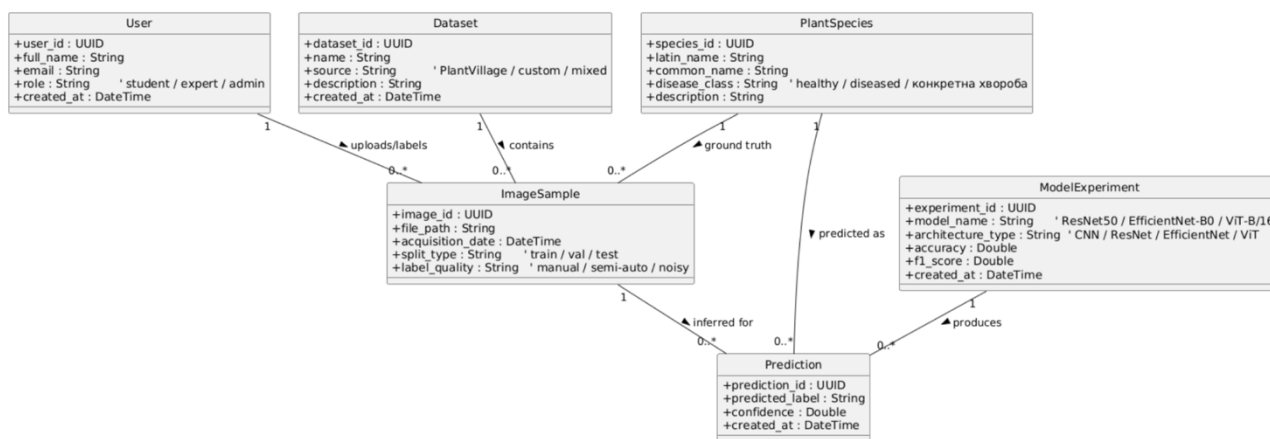 User
+user_id : UUID
+full_name : String
+email : String
+role : String ' student / expert / admin
+created_at : DateTime
Dataset
+dataset_id : UUID
+name : String
+source : String ' PlantVillage / custom / mixed
+description : String
+created_at : DateTime
PlantSpecies
+species_id : UUID
+latin_name : String
+common_name : String
+disease_class : String ' healthy / diseased / конкретна хвороба
+description : String
1
uploads/labels
0..*
1
contains
0..*
1
ground truth
0..*
1
predicted as
0..*
ImageSample
+image_id : UUID
+file_path : String
+acquisition_date : DateTime
+split_type : String ' train / val / test
+label_quality : String ' manual / semi-auto / noisy
ModelExperiment
+experiment_id : UUID
+model_name : String ' ResNet50 / EfficientNet-B0 / ViT-B/16
+architecture_type : String ' CNN / ResNet / EfficientNet / ViT
+accuracy : Double
+f1_score : Double
+created_at : DateTime
1
inferred for
0..*
1
produces
0..*
Prediction
+prediction_id : UUID
+predicted_label : String
+confidence : Double
+created_at : DateTime